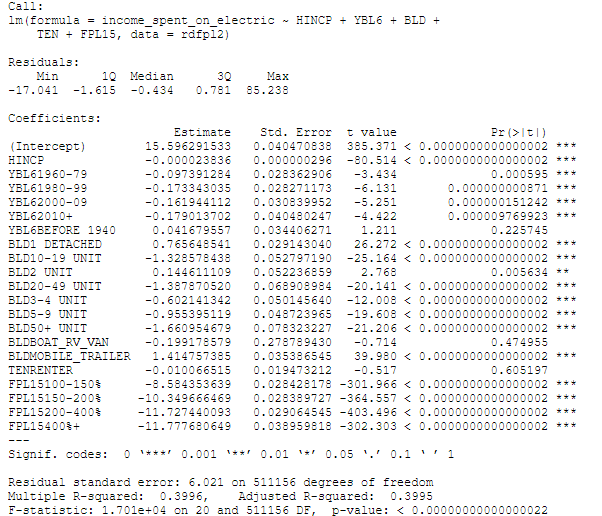 Call:
lm(formula = income_spent_on_electric ~ HINCP + YBL6 + BLD +
    TEN + FPL15, data = rdfpl2)
Residuals:
    Min      1Q  Median      3Q     Max
-17.041  -1.615  -0.434   0.781  85.238
Coefficients:
Estimate Std. Error t value Pr(>|t|)
(Intercept) 15.596291533 0.040470838 385.371 < 0.0000000000000002 ***
HINCP -0.000023836 0.000000296 -80.514 < 0.0000000000000002 ***
YBL61960-79 -0.097391284 0.028362906 -3.434 0.000595 ***
YBL61980-99 -0.173343035 0.028271173 -6.131 0.000000000871 ***
YBL62000-09 -0.161944112 0.030839952 -5.251 0.000000151242 ***
YBL62010+ -0.179013702 0.040480247 -4.422 0.000009769923 ***
YBL6BEFORE 1940 0.041679557 0.034406271 1.211 0.225745
BLD1 DETACHED 0.765648541 0.029143040 26.272 < 0.0000000000000002 ***
BLD10-19 UNIT -1.328578438 0.052797190 -25.164 < 0.0000000000000002 ***
BLD2 UNIT 0.144611109 0.052236859 2.768 0.005634 **
BLD20-49 UNIT -1.387870520 0.068908984 -20.141 < 0.0000000000000002 ***
BLD3-4 UNIT -0.602141342 0.050145640 -12.008 < 0.0000000000000002 ***
BLD5-9 UNIT -0.955395119 0.048723965 -19.608 < 0.0000000000000002 ***
BLD50+ UNIT -1.660954679 0.078323227 -21.206 < 0.0000000000000002 ***
BLDBOAT_RV_VAN -0.199178579 0.278789430 -0.714 0.474955
BLDMOBILE_TRAILER 1.414757385 0.035386545 39.980 < 0.0000000000000002 ***
TENRENTER -0.010066515 0.019473212 -0.517 0.605197
FPL15100-150% -8.584353639 0.028428178 -301.966 < 0.0000000000000002 ***
FPL15150-200% -10.349666469 0.028389727 -364.557 < 0.0000000000000002 ***
FPL15200-400% -11.727440093 0.029064545 -403.496 < 0.0000000000000002 ***
FPL15400%+ -11.777680649 0.038959818 -302.303 < 0.0000000000000002 ***
---
Signif. codes:  0 ‘***’ 0.001 ‘**’ 0.01 ‘*’ 0.05 ‘.’ 0.1 ‘ ’ 1
Residual standard error: 6.021 on 511156 degrees of freedom
Multiple R-squared:  0.3996,    Adjusted R-squared:  0.3995
F-statistic: 1.701e+04 on 20 and 511156 DF,  p-value: < 0.00000000000000022